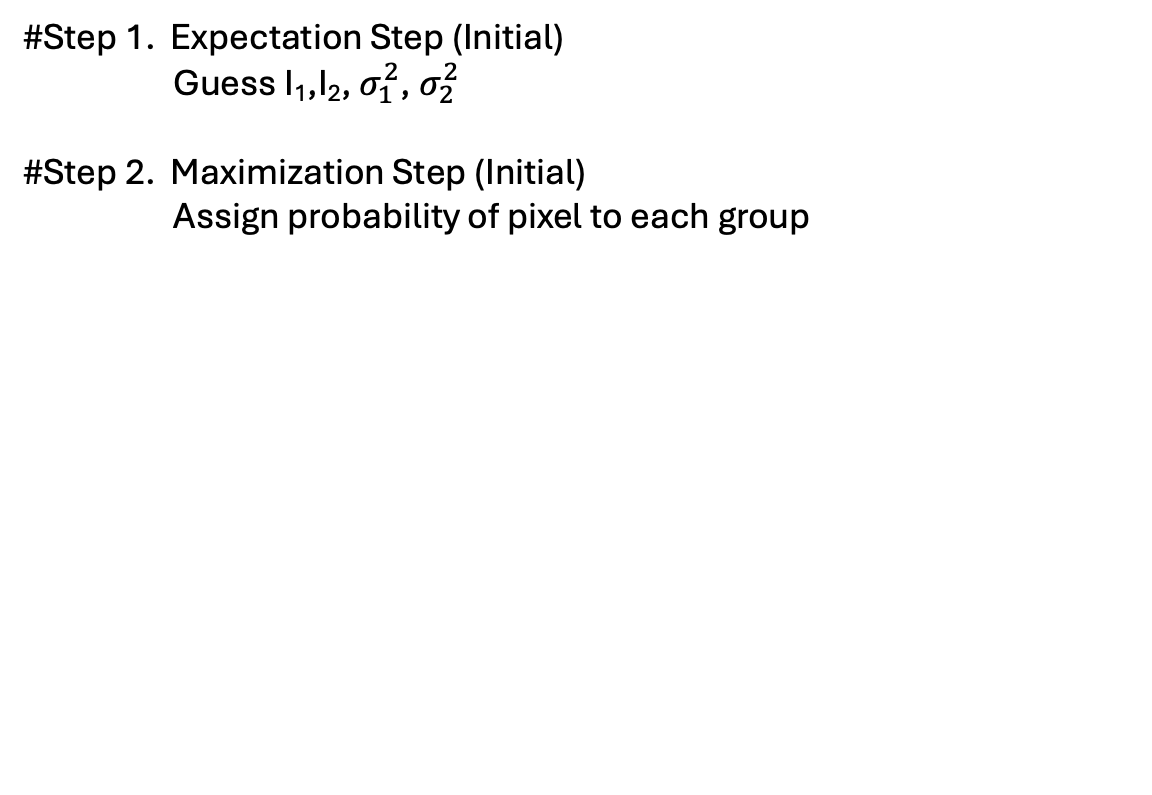 #Step 1. Expectation Step (Initial)
Guess I₁,I₂, σ₁², σ₂²
#Step 2. Maximization Step (Initial)
Assign probability of pixel to each group